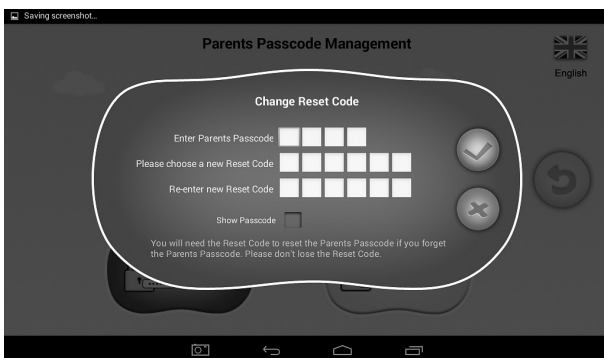 Saving screenshot...
Parents Passcode Management
English
Change Reset Code
Enter Parents Passcode
Please choose a new Reset Code
Re-enter new Reset Code
Show Passcode
You will need the Reset Code to reset the Parents Passcode if you forget
the Parents Passcode. Please don't lose the Reset Code.